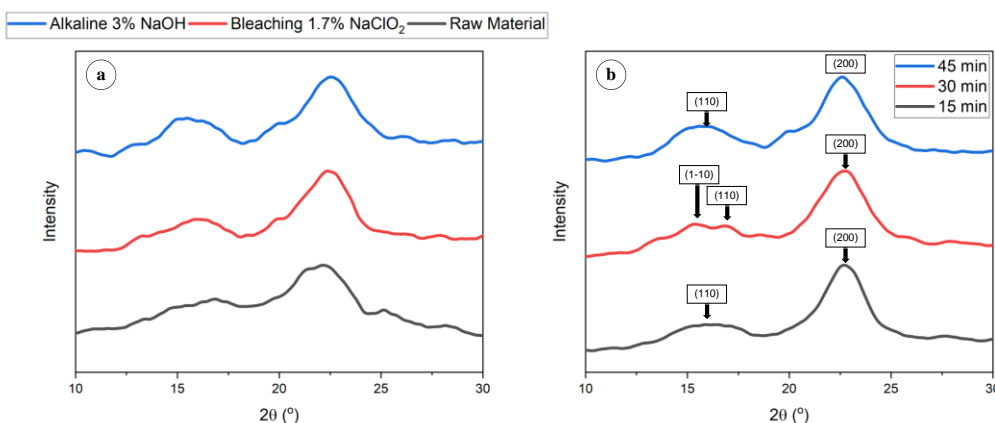 Alkaline 3% NaOH Bleaching 1.7% NaClO₂ Raw Material
a
Intensity
10 15 20 25 30
2θ (º)
b
45 min
30 min
15 min
(200)
(110)
(200)
(1-10)
(110)
(200)
(110)
Intensity
10 15 20 25 30
2θ (º)